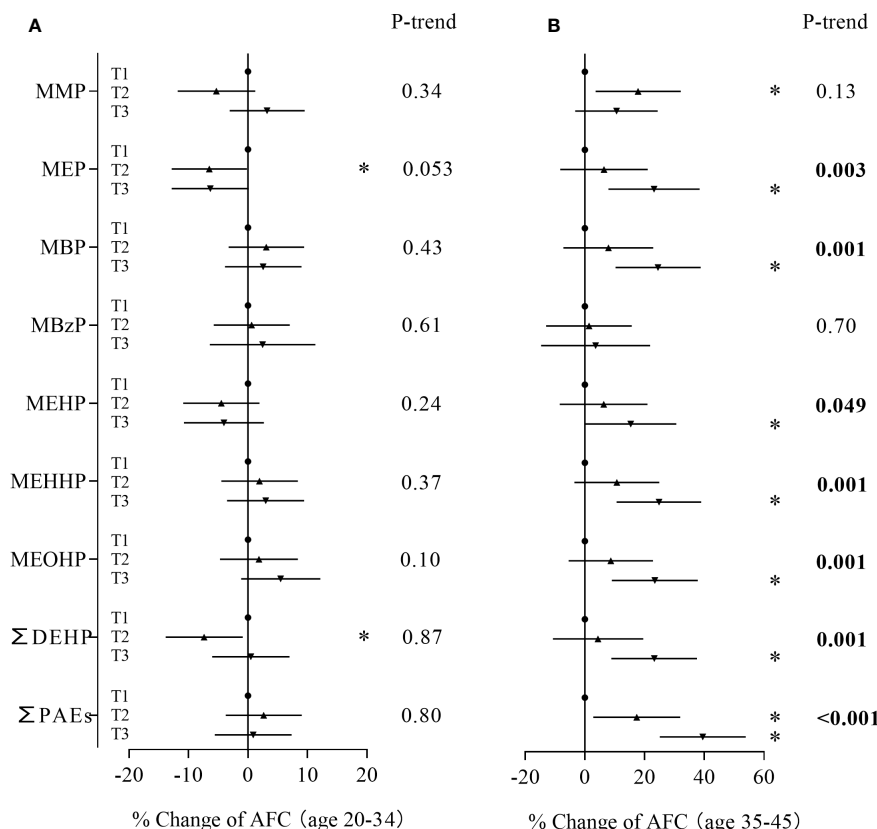 A P-trend B P-trend
T1
MMP T2 0.34 * 0.13
T3
T1
MEP T2 * 0.053 0.003
T3 *
T1
MBP T2 0.43 0.001
T3 *
T1
MBzP T2 0.61 0.70
T3
T1
MEHP T2 0.24 0.049
T3 *
T1
MEHHP T2 0.37 0.001
T3 *
T1
MEOHP T2 0.10 0.001
T3 *
T1
ΣDEHP T2 * 0.87 0.001
T3 *
T1
ΣPAEs T2 0.80 * <0.001
T3 *
-20 -10 0 10 20 -20 0 20 40 60
% Change of AFC (age 20-34) % Change of AFC (age 35-45)